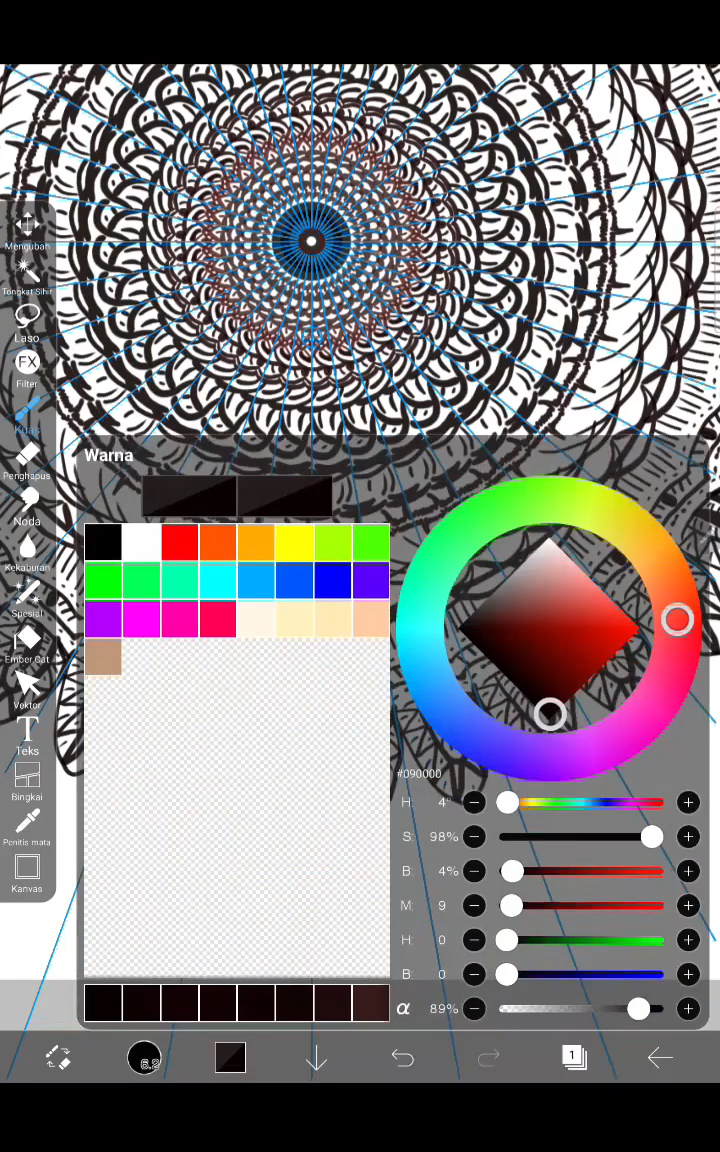 Mengubah
Tongkat Sihir
Laso
FX
Filter
Kuas
Penghapus
Noda
Kekaburan
Spesial
Ember Cat
Vektor
T
Teks
Bingkai
Penitis mata
Kanvas
Warna
#090000
H: 4°
S: 98%
B: 4%
M: 9
H: 0
B: 0
α 89%
6.2
1